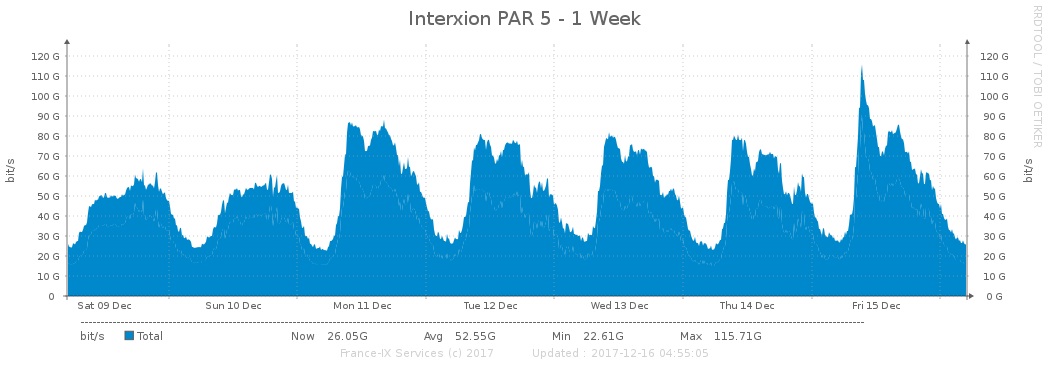 Interxion PAR 5 - 1 Week
RRDTOOL / TOBI OETIKER
bit/s
120 G 120 G
110 G 110 G
100 G 100 G
90 G 90 G
80 G 80 G
70 G 70 G
60 G 60 G
50 G 50 G
40 G 40 G
30 G 30 G
20 G 20 G
10 G 10 G
0 0 G
bit/s
Sat 09 Dec Sun 10 Dec Mon 11 Dec Tue 12 Dec Wed 13 Dec Thu 14 Dec Fri 15 Dec
bit/s Total Now 26.05G Avg 52.55G Min 22.61G Max 115.71G
France-IX Services (c) 2017 Updated : 2017-12-16 04:55:05